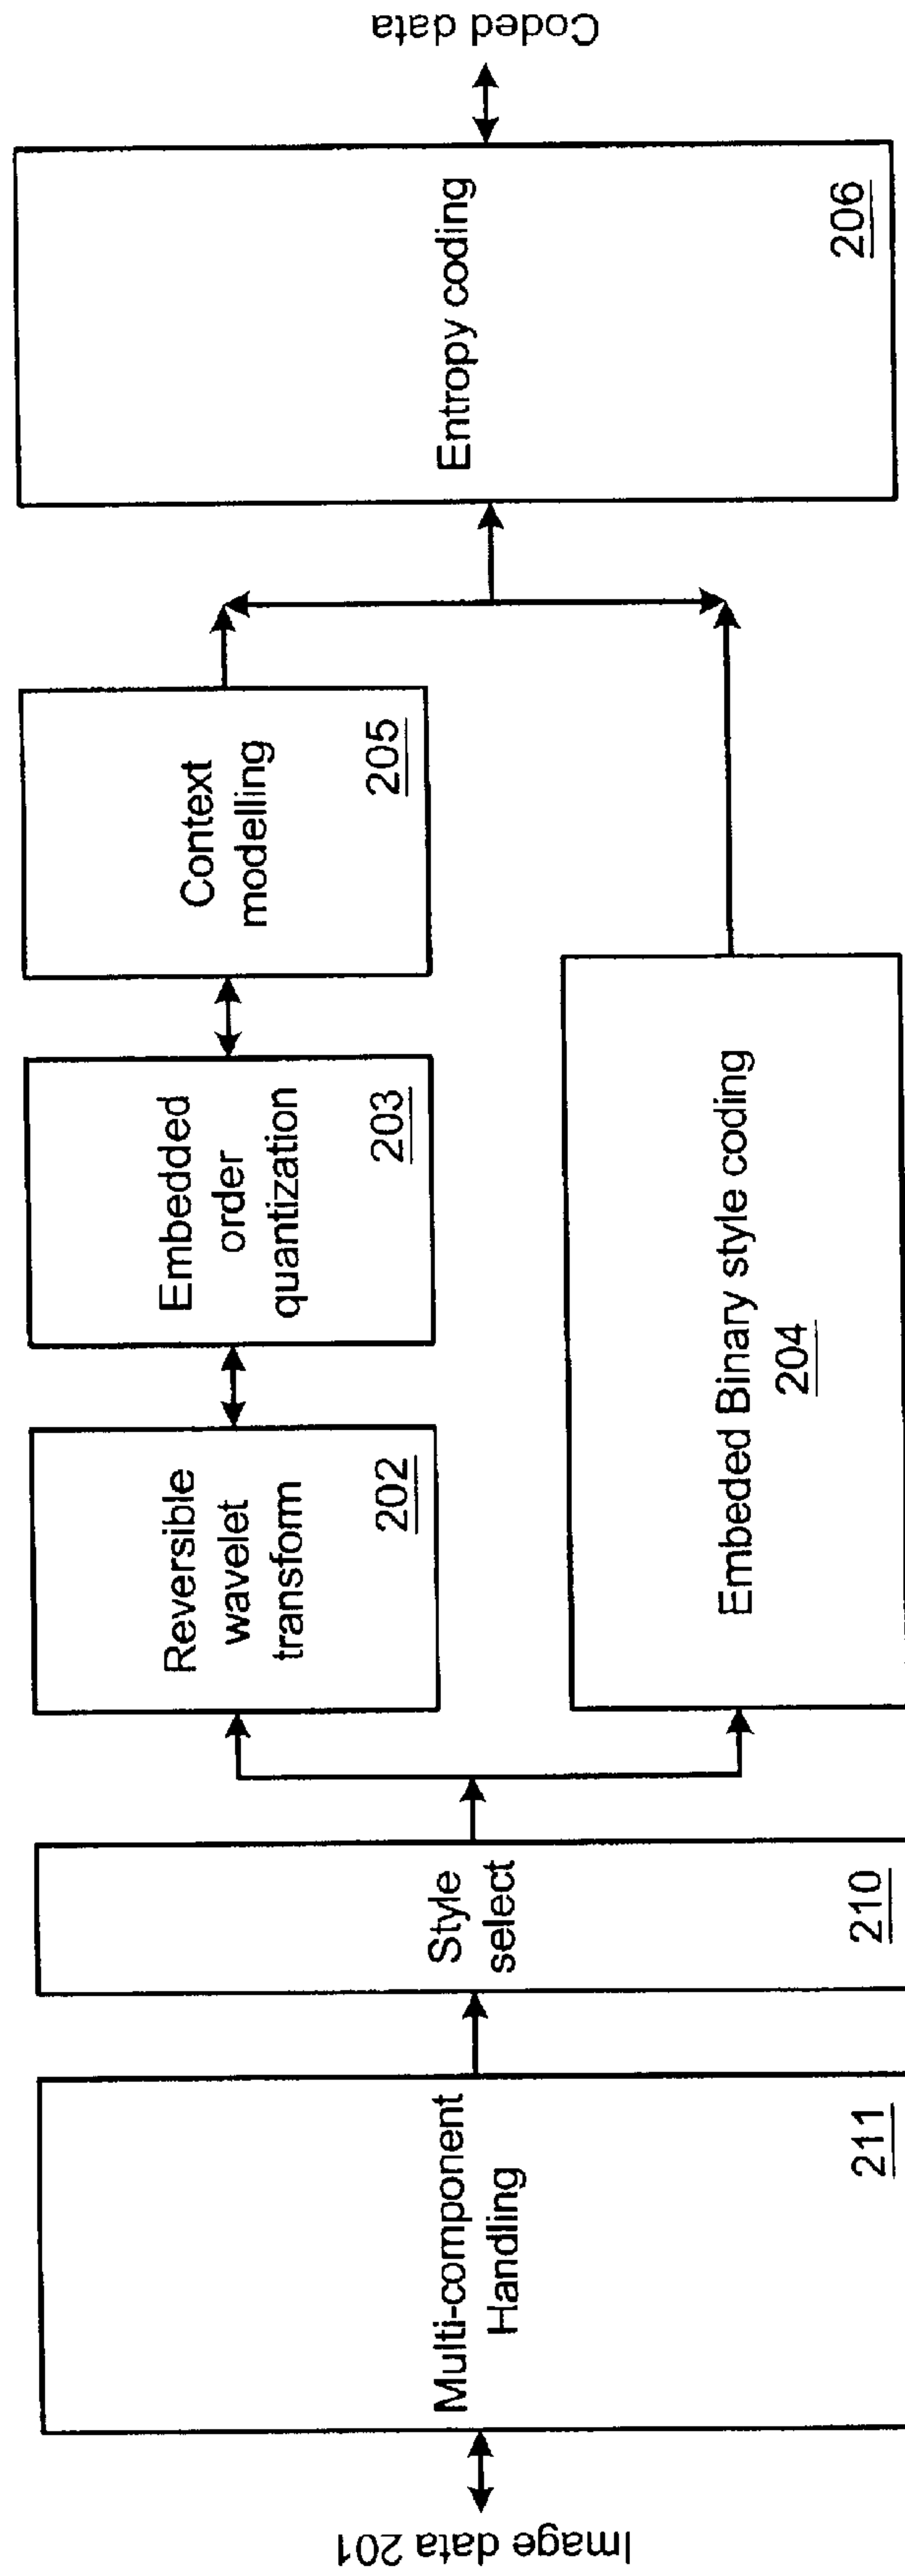 Image data 201
Multi-component
Handling
211
Style
select
210
Reversible
wavelet
transfom
202
Embedded
order
quantization
203
Context
modelling
205
Embeded Binary style coding
204
Entropy coding
206
Coded data